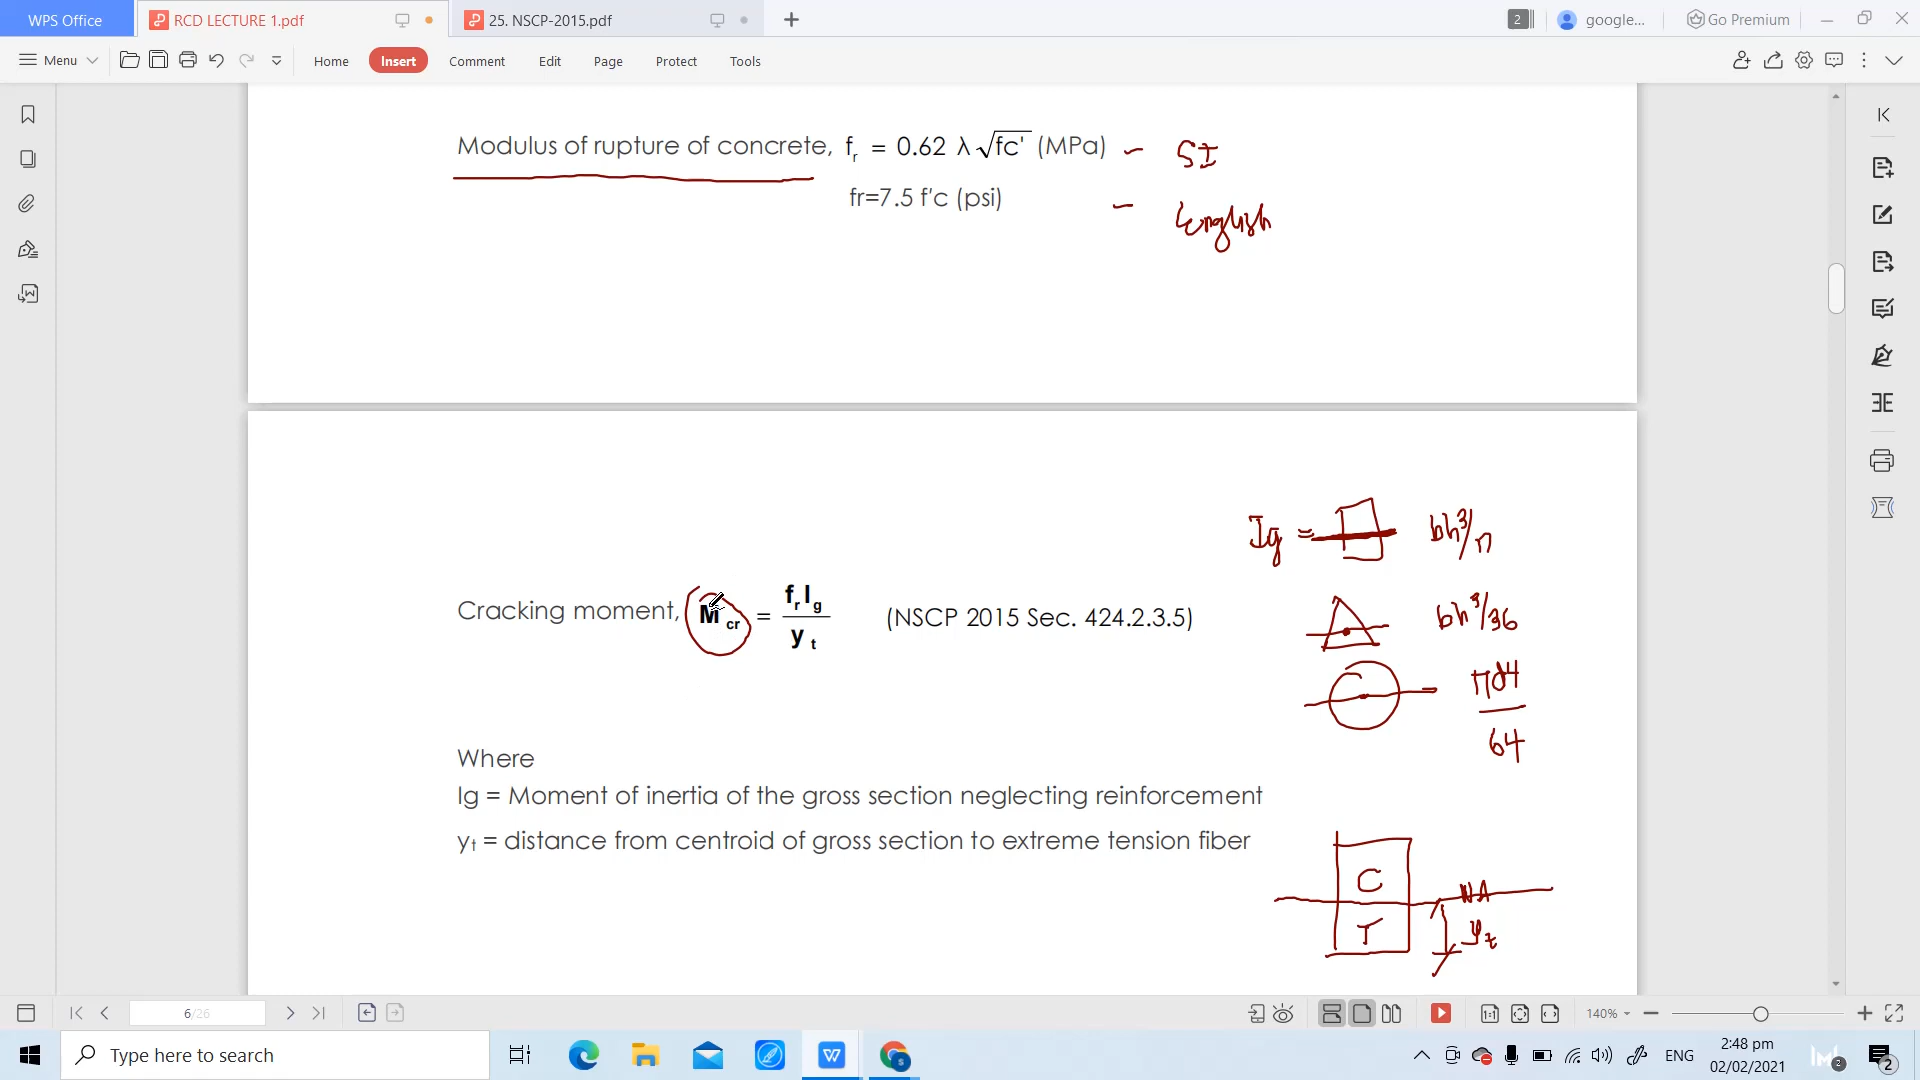 WPS Office
RCD LECTURE 1.pdf
25. NSCP-2015.pdf
2
google...
Go Premium
Menu
Home
Insert
Comment
Edit
Page
Protect
Tools
Modulus of rupture of concrete, fr = 0.62 λ √fc' (MPa) - SI
fr=7.5 f'c (psi) - English
Ig = bh³/12
Cracking moment, Mcr = frIg / yt (NSCP 2015 Sec. 424.2.3.5)
bh³/36
πd4
64
Where
Ig = Moment of inertia of the gross section neglecting reinforcement
yt = distance from centroid of gross section to extreme tension fiber
C
NA
T
yt
6/26
140%
Type here to search
ENG
2:48 pm
02/02/2021
2
2